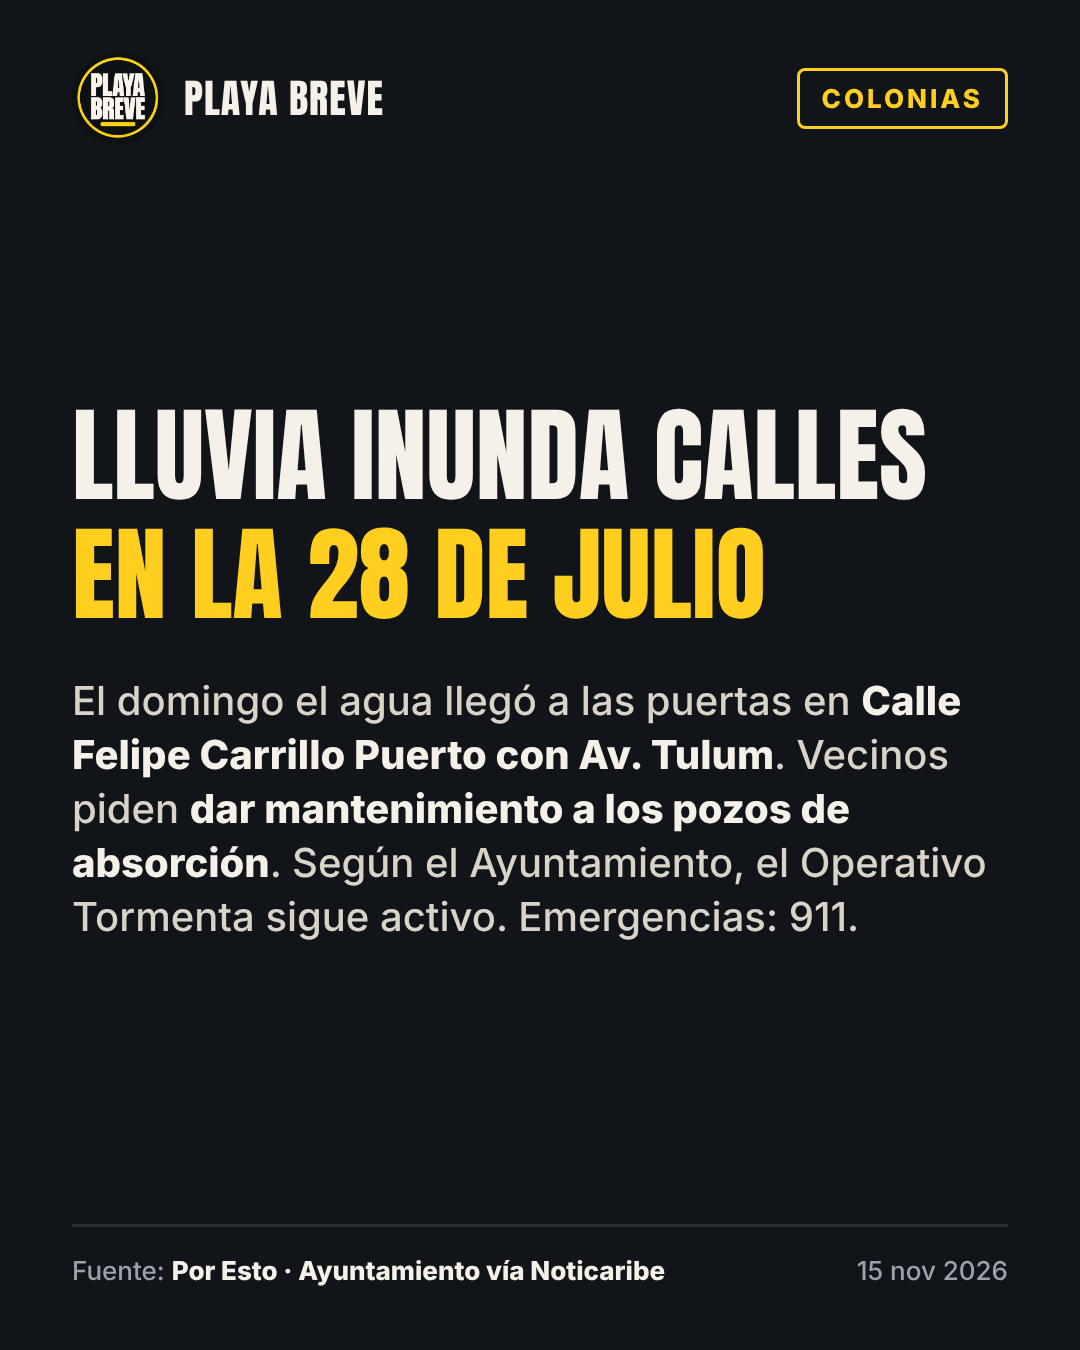 PLAYA
BREVE
PLAYA BREVE
COLONIAS
LLUVIA INUNDA CALLES
EN LA 28 DE JULIO
El domingo el agua llegó a las puertas en Calle
Felipe Carrillo Puerto con Av. Tulum. Vecinos
piden dar mantenimiento a los pozos de
absorción. Según el Ayuntamiento, el Operativo
Tormenta sigue activo. Emergencias: 911.
Fuente: Por Esto · Ayuntamiento vía Noticaribe
15 nov 2026